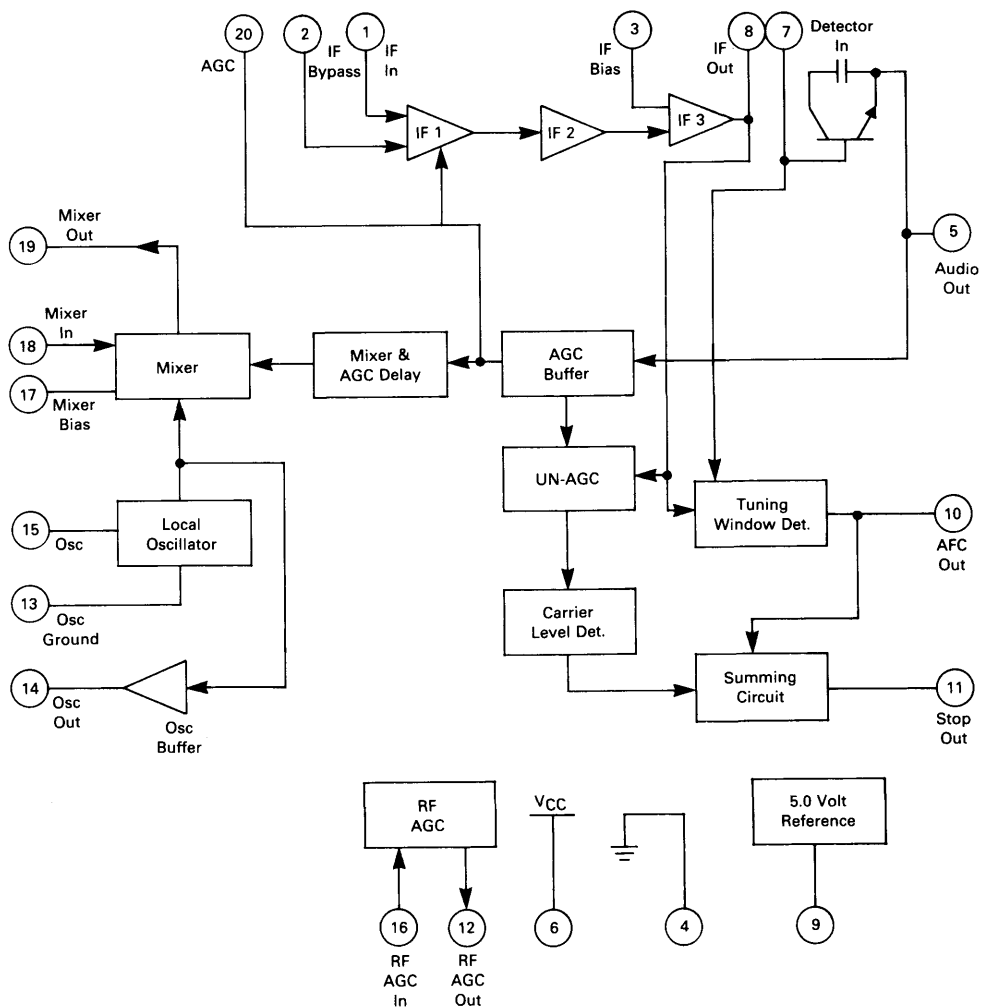 20
AGC
2
IF
Bypass
1
IF
In
3
IF
Bias
8
IF
Out
7
Detector
In
IF 1
IF 2
IF 3
5
Audio
Out
19
Mixer
Out
18
Mixer
In
17
Mixer
Bias
Mixer
Mixer &
AGC Delay
AGC
Buffer
UN-AGC
Tuning
Window Det.
10
AFC
Out
15
Osc
Local
Oscillator
13
Osc
Ground
Carrier
Level Det.
Summing
Circuit
11
Stop
Out
14
Osc
Out
Osc
Buffer
RF
AGC
VCC
5.0 Volt
Reference
16
RF
AGC
In
12
RF
AGC
Out
6
4
9